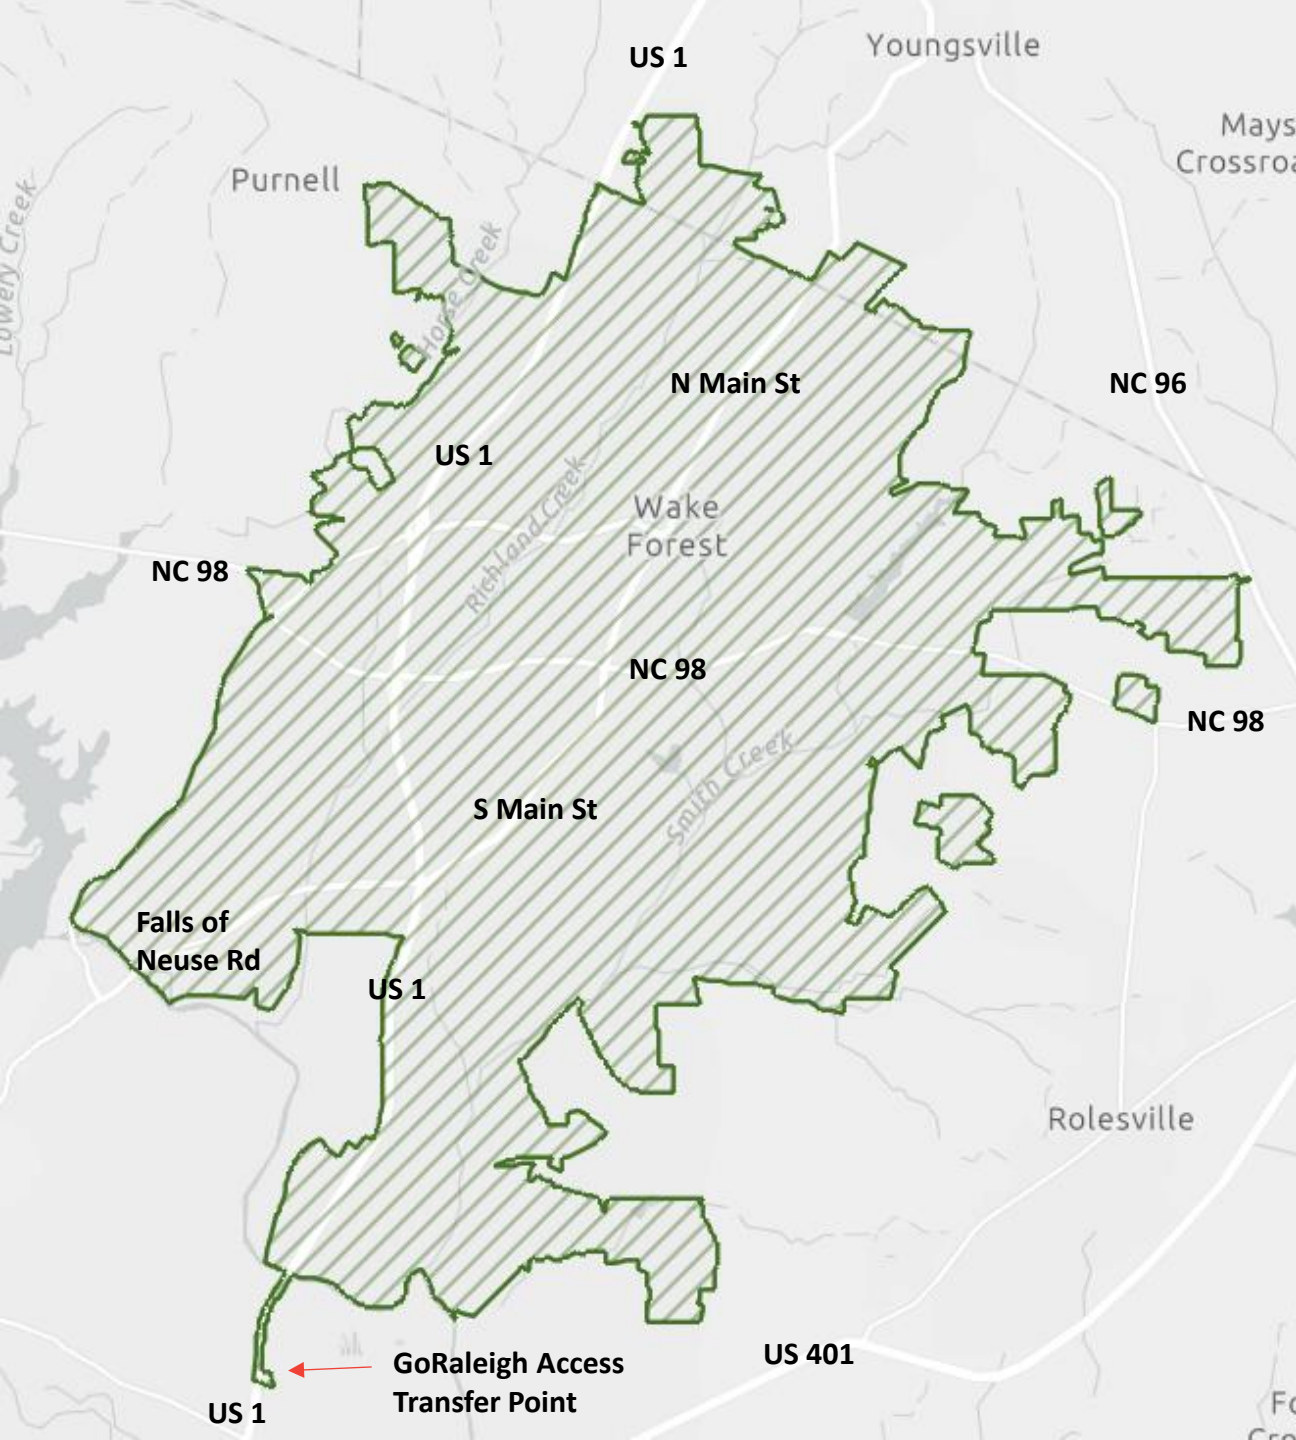 US 1
Youngsville
Mays
Crossroa
Purnell
Lowery Creek
Horse Creek
N Main St
NC 96
US 1
Richland Creek
Wake
Forest
NC 98
NC 98
NC 98
Smith Creek
S Main St
Falls of
Neuse Rd
US 1
Rolesville
US 401
GoRaleigh Access
Transfer Point
US 1
Fo